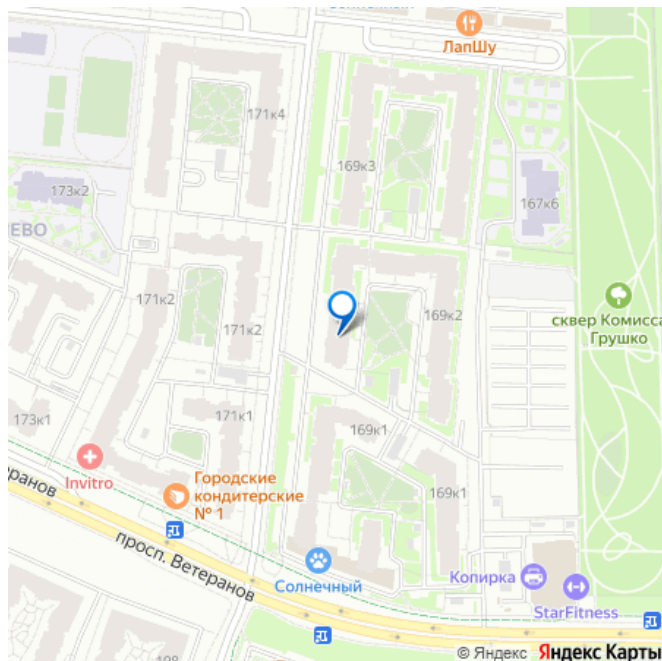 ЛапШу
171к4
169к3
173к2
167к6
ЕВО
171к2
171к2
169к2
сквер Комисса
Грушко
173к1
171к1
169к1
Invitro
Городские
кондитерские
№ 1
169к1
просп. Ветеранов
Солнечный
Копирка
StarFitness
© Яндекс Яндекс Карты